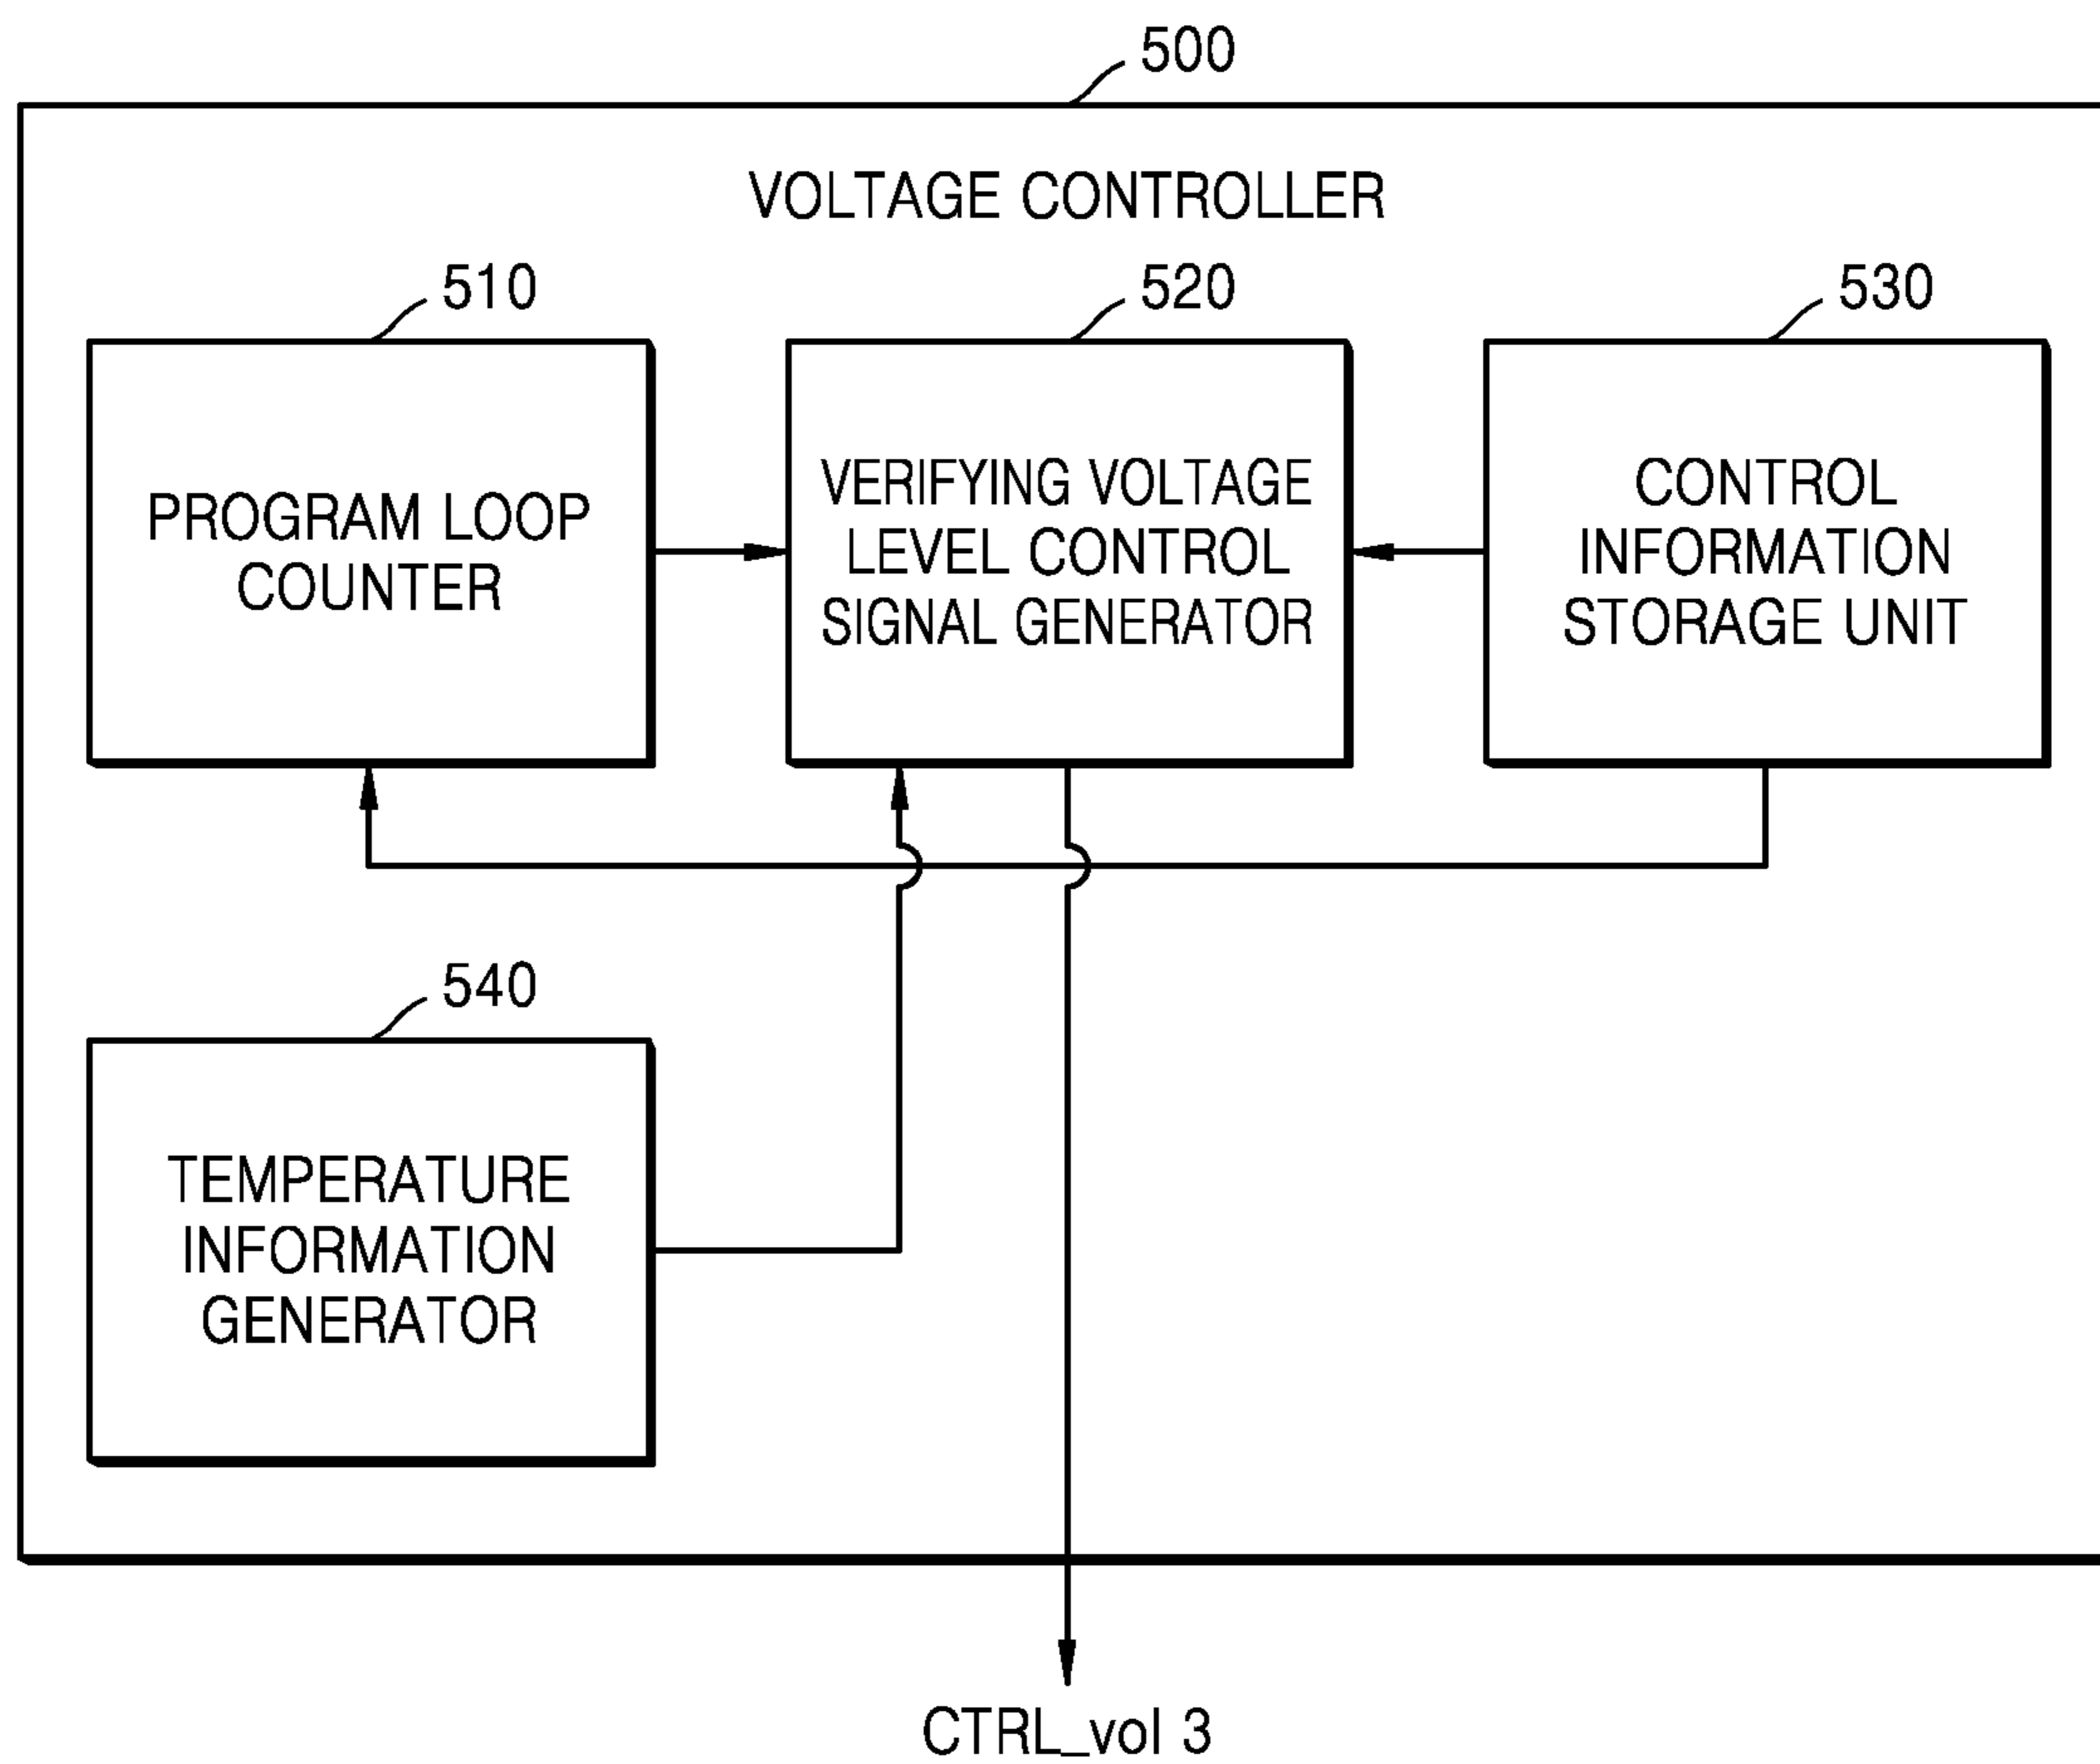 500
VOLTAGE CONTROLLER
510
520
530
PROGRAM LOOP
COUNTER
VERIFYING VOLTAGE
LEVEL CONTROL
SIGNAL GENERATOR
CONTROL
INFORMATION
STORAGE UNIT
540
TEMPERATURE
INFORMATION
GENERATOR
CTRL_vol 3